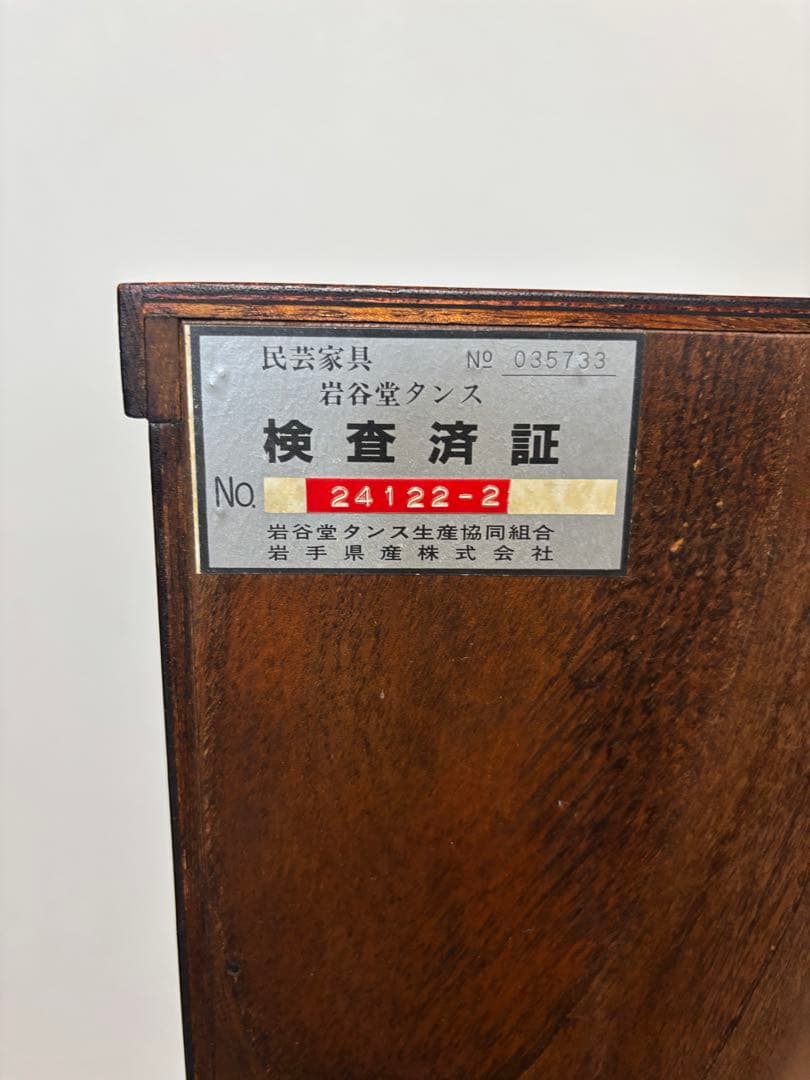 民芸家具 № 035733
岩谷堂タンス
検査済証
No. 24122-2
岩谷堂タンス生産協同組合
岩手県産株式会社